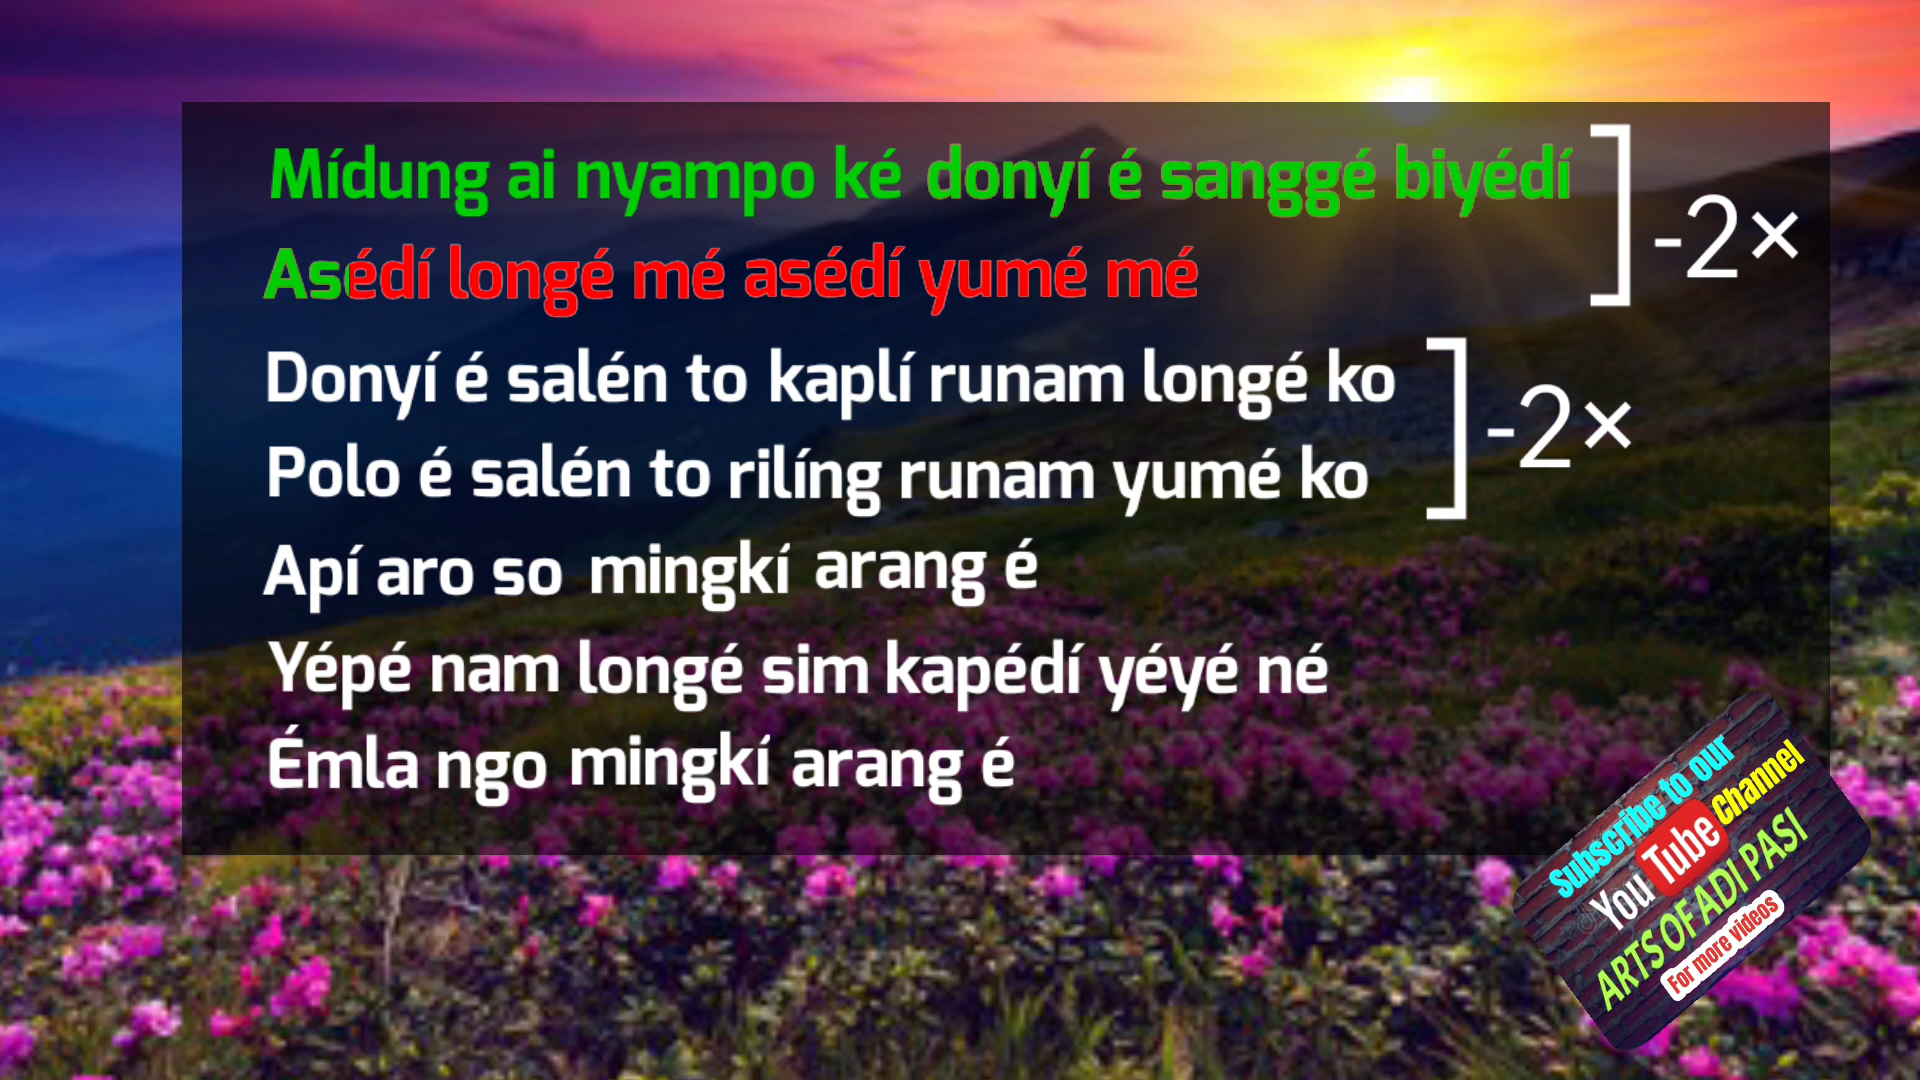 Mídung ai nyampo ké donyí é sanggé biyédí
Asédí longé mé asédí yumé mé
]-2×
Donyí é salén to kaplí runam longé ko
Polo é salén to rilíng runam yumé ko
]-2×
Apí aro so mingkí arang é
Yépé nam longé sim kapédí yéyé né
Émla ngo mingkí arang é
Subscribe to our
YouTube Channel
ARTS OF ADI PASI
For more videos